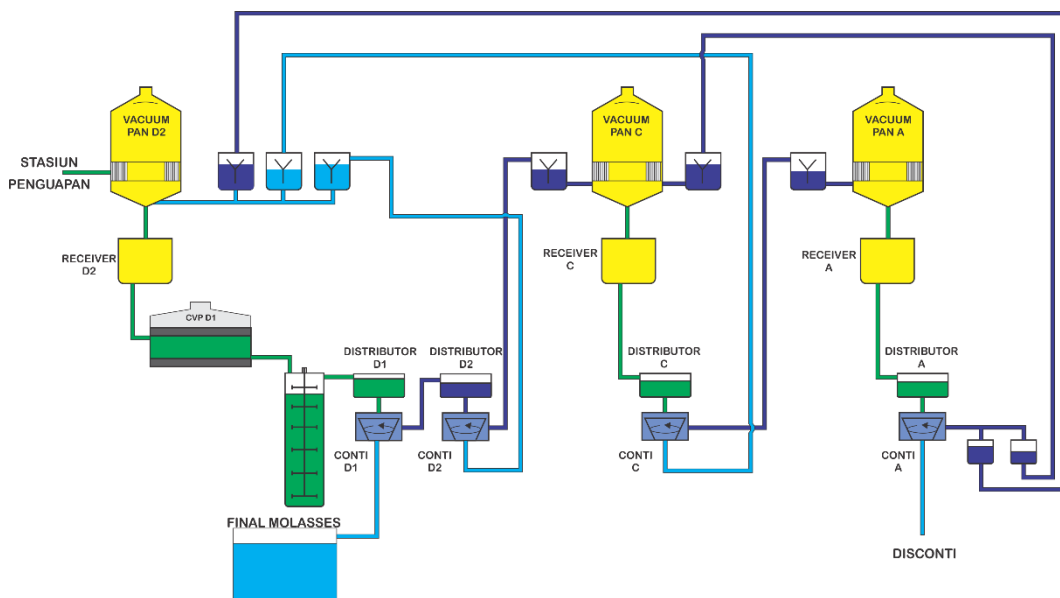 VACUUM
PAN D2
VACUUM
PAN C
VACUUM
PAN A
STASIUN
PENGUAPAN
RECEIVER
D2
RECEIVER
C
RECEIVER
A
CVP D1
DISTRIBUTOR
D1
DISTRIBUTOR
D2
DISTRIBUTOR
C
DISTRIBUTOR
A
CONTI
D1
CONTI
D2
CONTI
C
CONTI
A
FINAL MOLASSES
DISCONTI